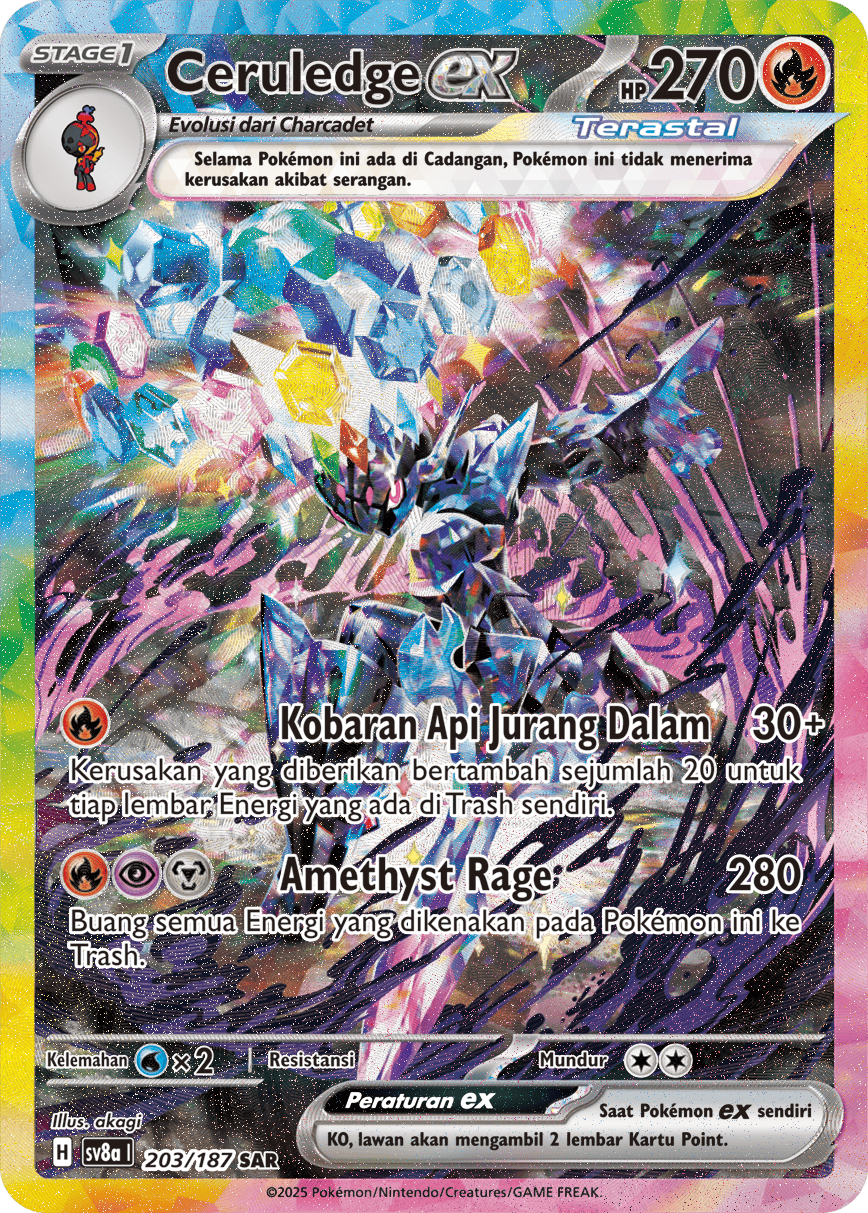 STAGE1 Ceruledge ex HP270
Evolusi dari Charcadet Terastal
Selama Pokémon ini ada di Cadangan, Pokémon ini tidak menerima
kerusakan akibat serangan.
Kobaran Api Jurang Dalam 30+
Kerusakan yang diberikan bertambah sejumlah 20 untuk
tiap lembar Energi yang ada di Trash sendiri.
Amethyst Rage 280
Buang semua Energi yang dikenakan pada Pokémon ini ke
Trash.
Kelemahan ×2 Resistansi Mundur
Peraturan ex
Saat Pokémon ex sendiri
KO, lawan akan mengambil 2 lembar Kartu Point.
Illus. akagi
H sv8a I 203/187 SAR
©2025 Pokémon/Nintendo/Creatures/GAME FREAK.